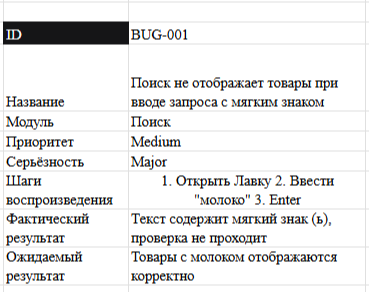 ID BUG-001
Название Поиск не отображает товары при
вводе запроса с мягким знаком
Модуль Поиск
Приоритет Medium
Серьёзность Major
Шаги
воспроизведения
1. Открыть Лавку 2. Ввести
"молоко" 3. Enter
Фактический
результат
Текст содержит мягкий знак (ь),
проверка не проходит
Ожидаемый
результат
Товары с молоком отображаются
корректно